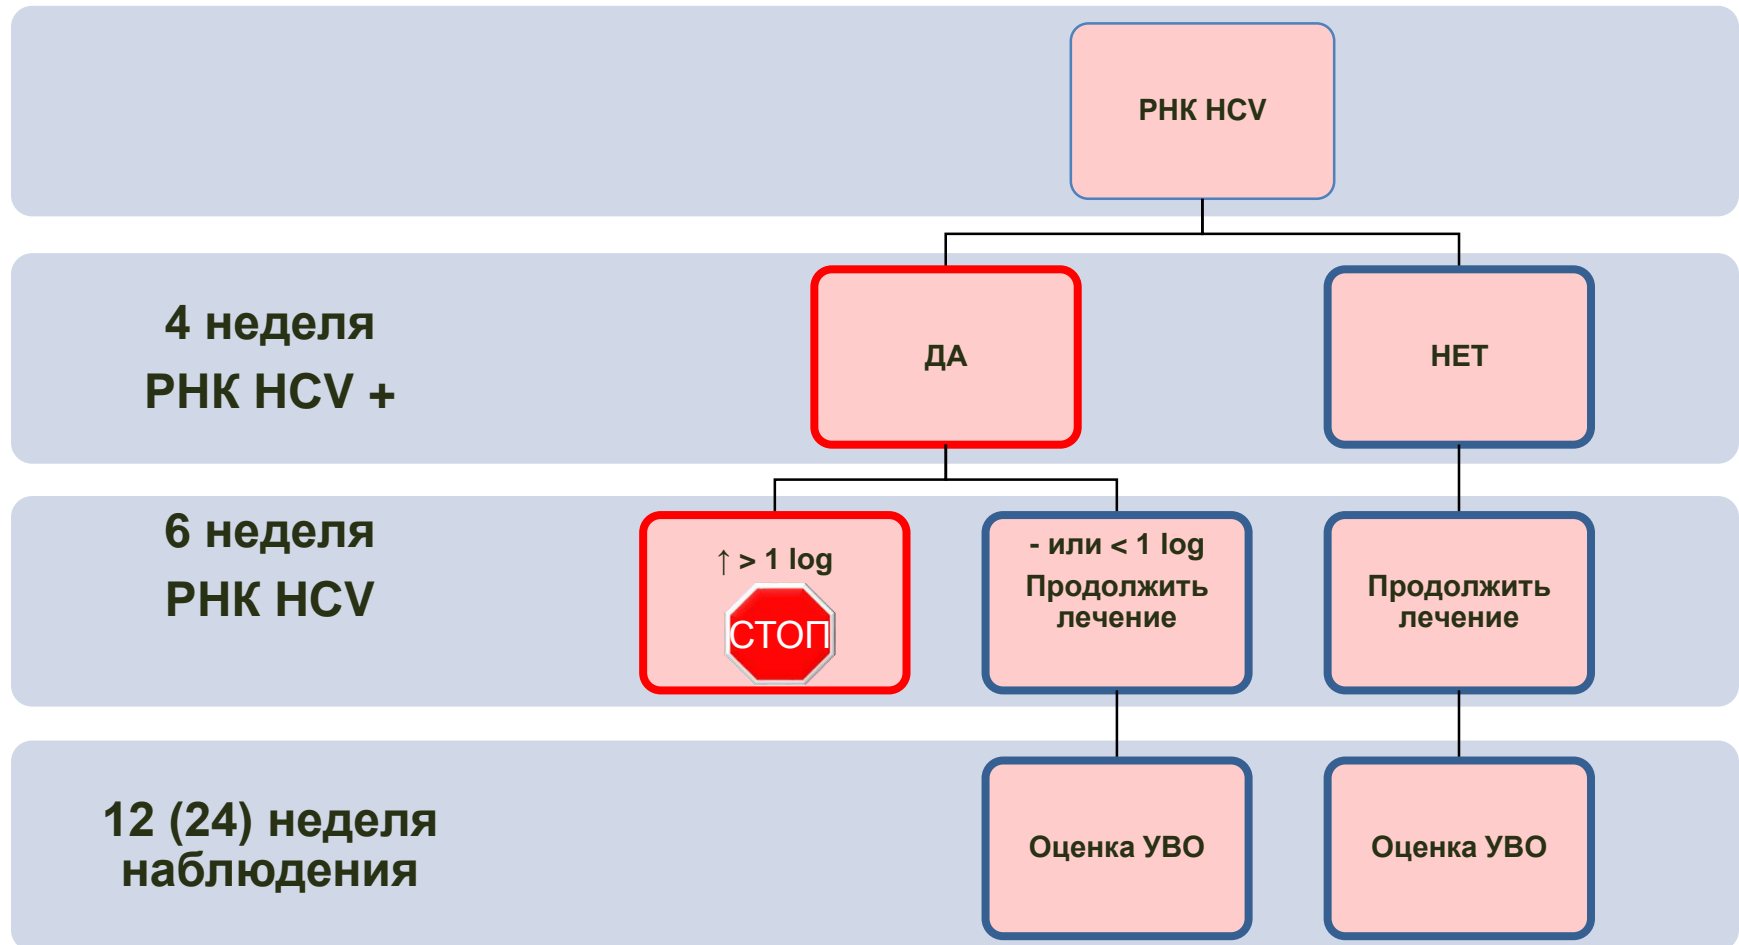 РНК HCV
4 неделя
РНК HCV +
ДА
НЕТ
6 неделя
РНК HCV
↑ > 1 log
СТОП
- или < 1 log
Продолжить
лечение
Продолжить
лечение
12 (24) неделя
наблюдения
Оценка УВО
Оценка УВО